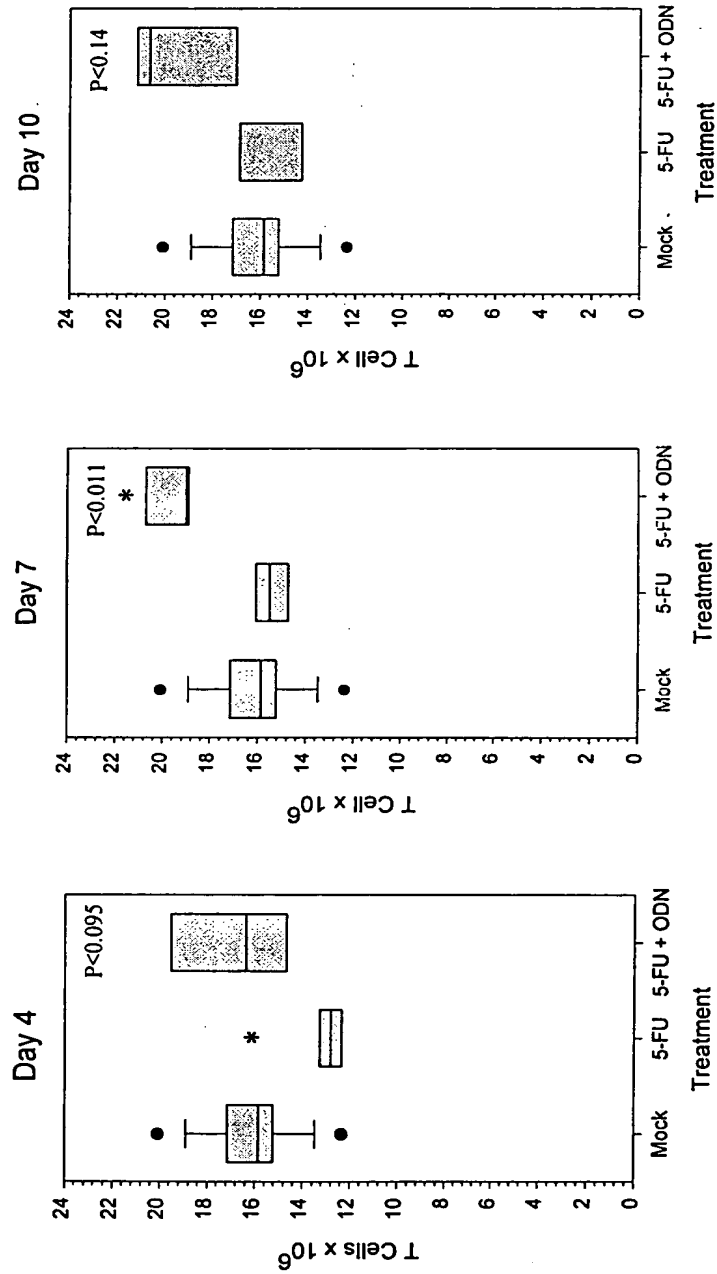 Day 4
P<0.095
*
24
22
20
18
16
14
12
10
8
6
4
2
0
T Cells x 10⁶
Mock 5-FU 5-FU + ODN
Treatment
Day 7
P<0.011
*
24
22
20
18
16
14
12
10
8
6
4
2
0
T Cell x 10⁶
Mock 5-FU 5-FU + ODN
Treatment
Day 10
P<0.14
24
22
20
18
16
14
12
10
8
6
4
2
0
T Cell x 10⁶
Mock 5-FU 5-FU + ODN
Treatment